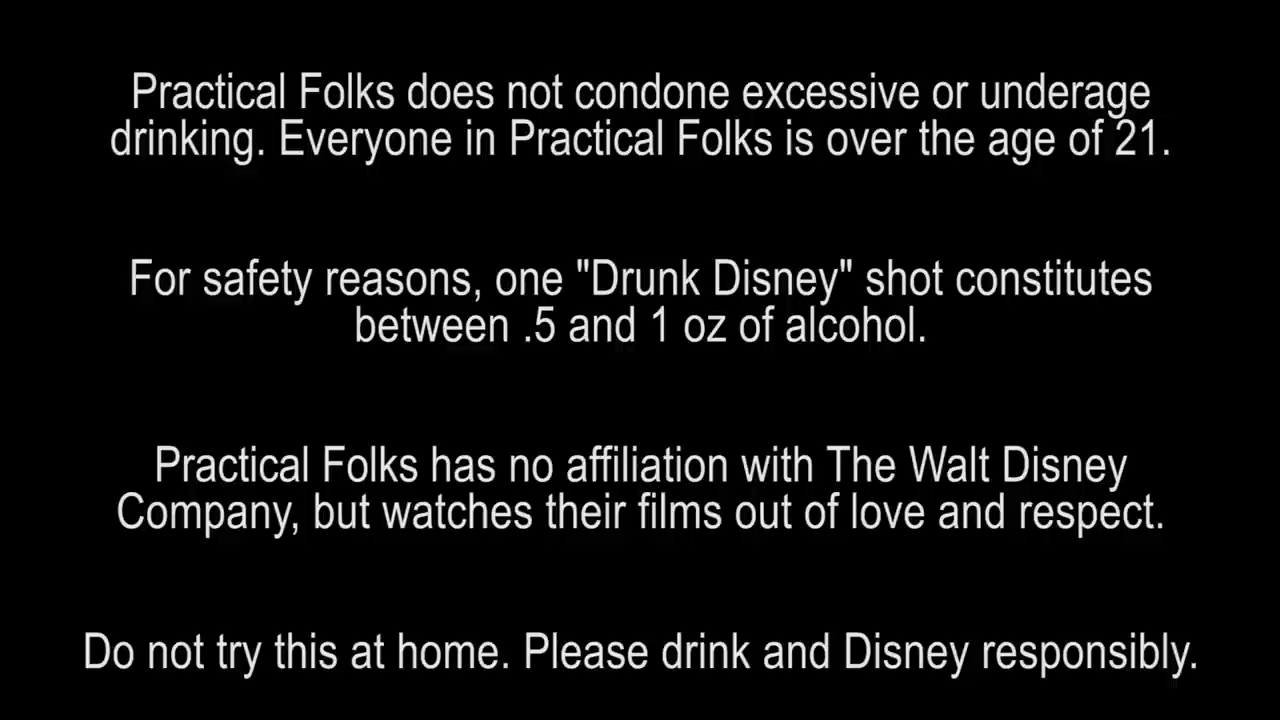 Practical Folks does not condone excessive or underage
drinking. Everyone in Practical Folks is over the age of 21.
For safety reasons, one "Drunk Disney" shot constitutes
between .5 and 1 oz of alcohol.
Practical Folks has no affiliation with The Walt Disney
Company, but watches their films out of love and respect.
Do not try this at home. Please drink and Disney responsibly.